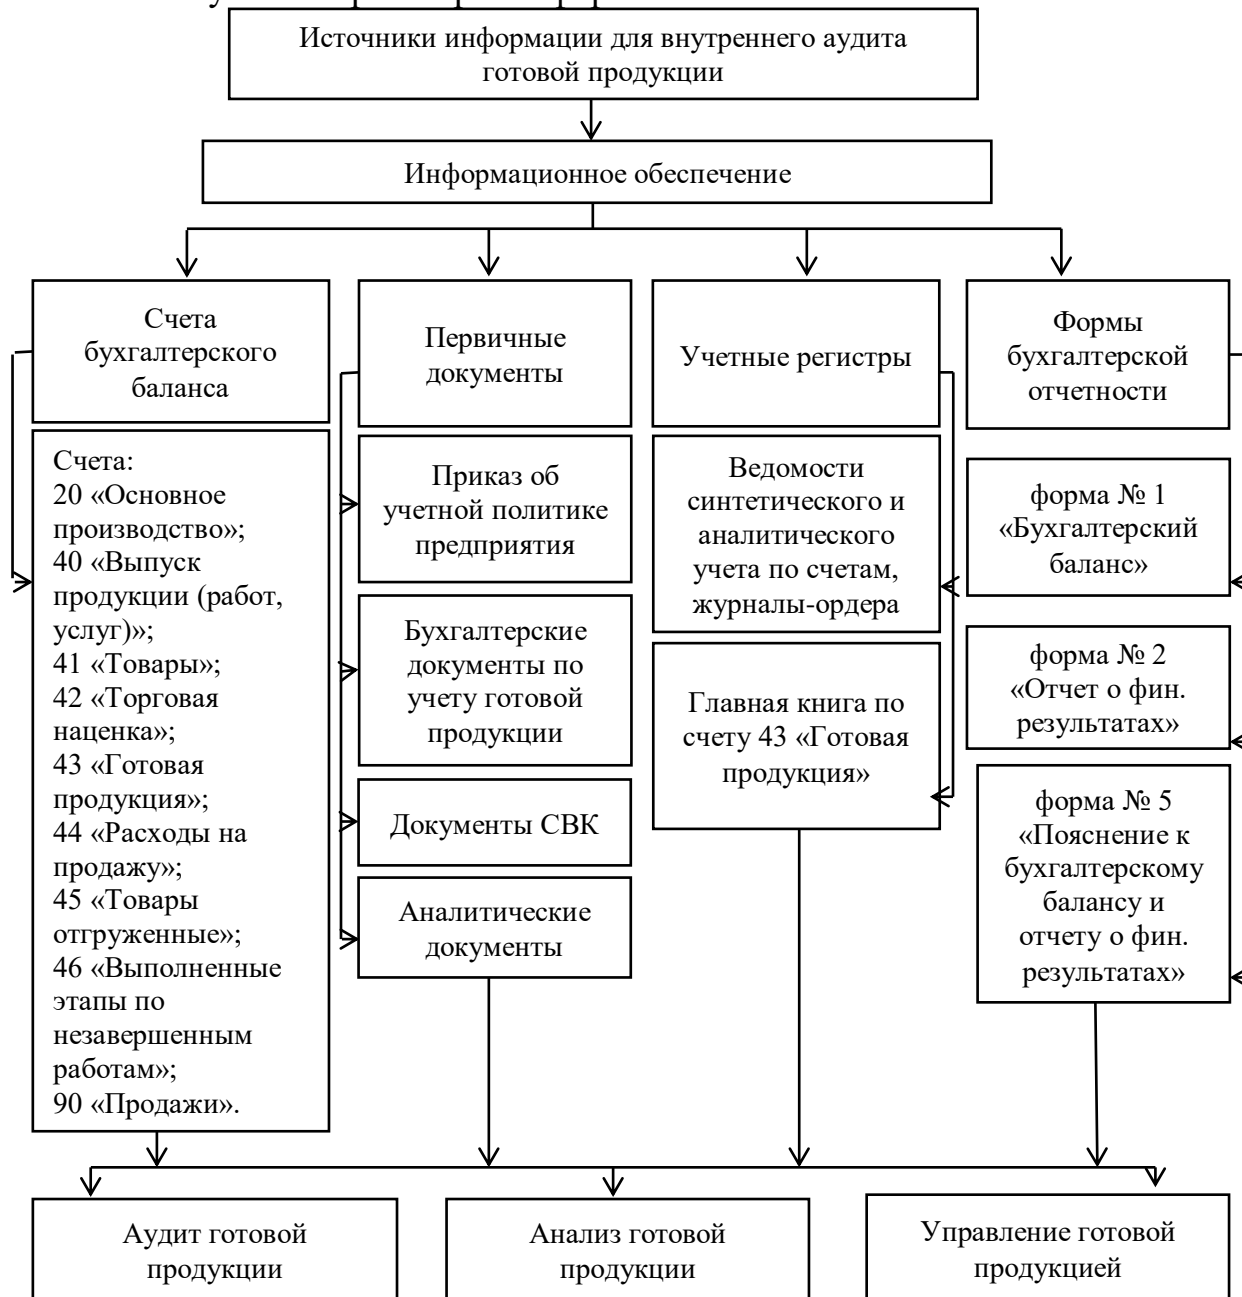 Источники информации для внутреннего аудита
готовой продукции
Информационное обеспечение
Счета
бухгалтерского
баланса
Счета:
20 «Основное
производство»;
40 «Выпуск
продукции (работ,
услуг)»;
41 «Товары»;
42 «Торговая
наценка»;
43 «Готовая
продукция»;
44 «Расходы на
продажу»;
45 «Товары
отгруженные»;
46 «Выполненные
этапы по
незавершенным
работам»;
90 «Продажи».
Первичные
документы
Приказ об
учетной политике
предприятия
Бухгалтерские
документы по
учету готовой
продукции
Документы СВК
Аналитические
документы
Учетные регистры
Ведомости
синтетического и
аналитического
учета по счетам,
журналы-ордера
Главная книга по
счету 43 «Готовая
продукция»
Формы
бухгалтерской
отчетности
форма № 1
«Бухгалтерский
баланс»
форма № 2
«Отчет о фин.
результатах»
форма № 5
«Пояснение к
бухгалтерскому
балансу и
отчету о фин.
результатах»
Аудит готовой
продукции
Анализ готовой
продукции
Управление готовой
продукцией